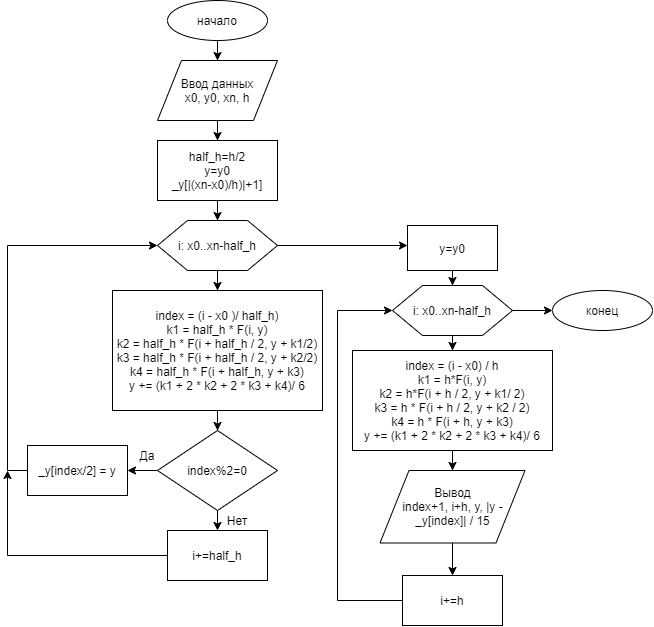 начало
Ввод данных
x0, y0, xn, h
half_h=h/2
y=y0
_y[|(xn-x0)/h)|+1]
i: x0..xn-half_h
index = (i - x0 )/ half_h)
k1 = half_h * F(i, y)
k2 = half_h * F(i + half_h / 2, y + k1/2)
k3 = half_h * F(i + half_h / 2, y + k2/2)
k4 = half_h * F(i + half_h, y + k3)
y += (k1 + 2 * k2 + 2 * k3 + k4)/ 6
index%2=0
Да
_y[index/2] = y
Нет
i+=half_h
y=y0
i: x0..xn-half_h
конец
index = (i - x0) / h
k1 = h*F(i, y)
k2 = h*F(i + h / 2, y + k1/ 2)
k3 = h * F(i + h / 2, y + k2 / 2)
k4 = h * F(i + h, y + k3)
y += (k1 + 2 * k2 + 2 * k3 + k4)/ 6
Вывод
index+1, i+h, y, |y -
_y[index]| / 15
i+=h